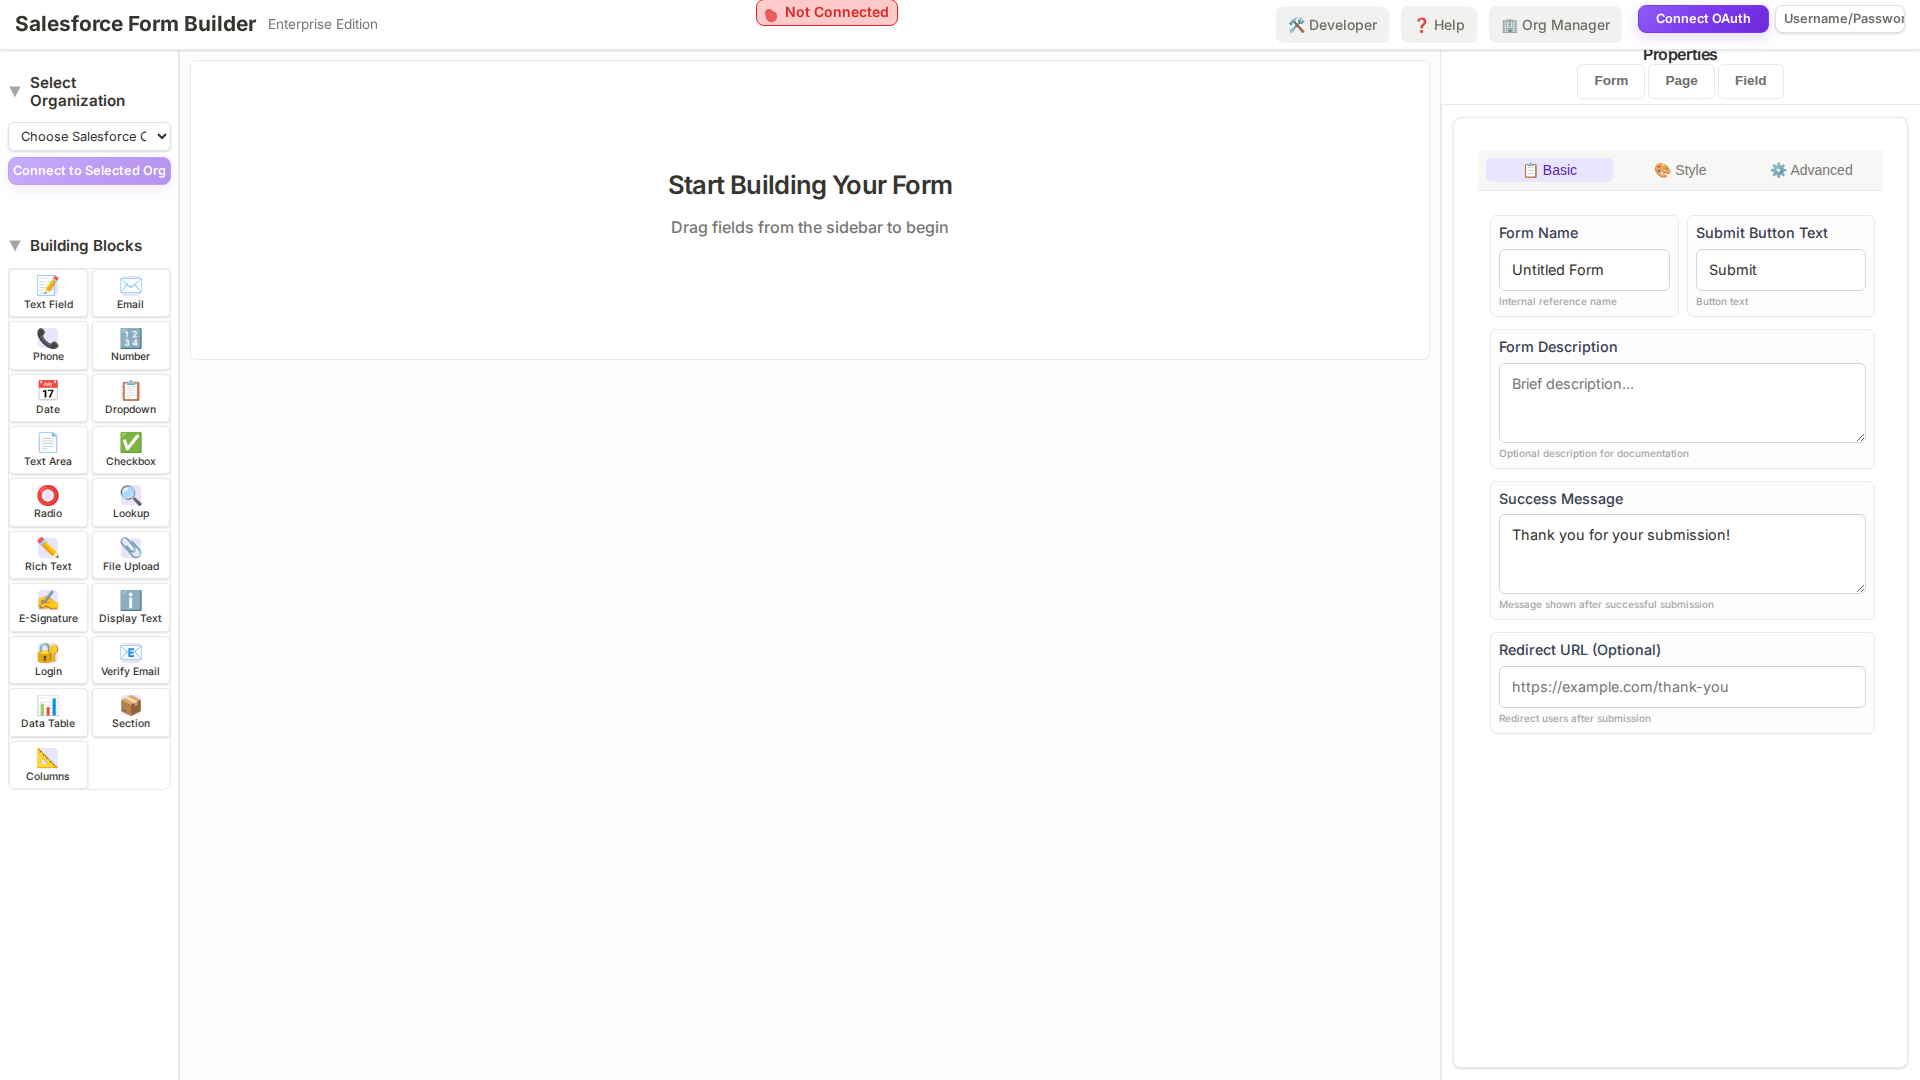 Salesforce Form Builder
Enterprise Edition
Not Connected
Developer
Help
Org Manager
Connect OAuth
Username/Passwor
Select
Organization
Choose Salesforce C
Connect to Selected Org
Building Blocks
Text Field
Email
Phone
Number
Date
Dropdown
Text Area
Checkbox
Radio
Lookup
Rich Text
File Upload
E-Signature
Display Text
Login
Verify Email
Data Table
Section
Columns
Start Building Your Form
Drag fields from the sidebar to begin
Properties
Form
Page
Field
Basic
Style
Advanced
Form Name
Untitled Form
Internal reference name
Submit Button Text
Submit
Button text
Form Description
Brief description...
Optional description for documentation
Success Message
Thank you for your submission!
Message shown after successful submission
Redirect URL (Optional)
https://example.com/thank-you
Redirect users after submission